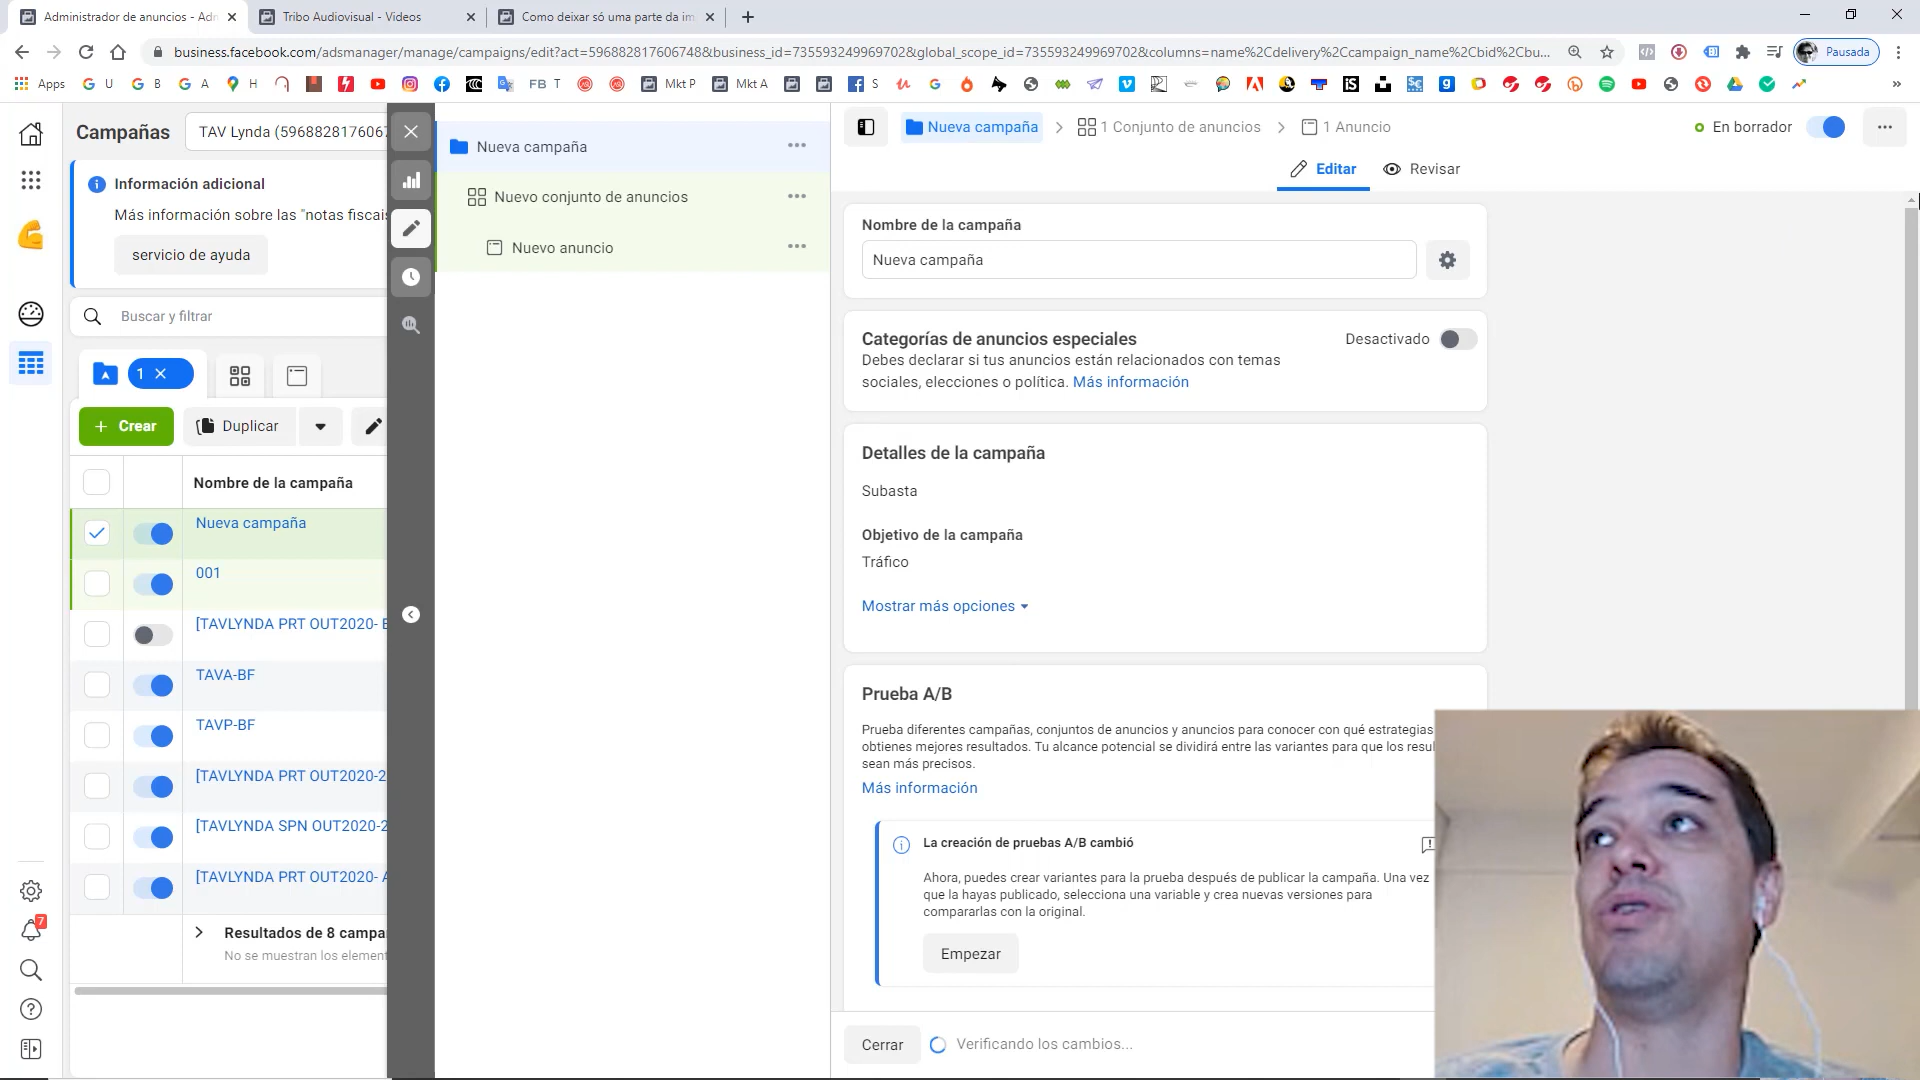 Administrador de anuncios - Adm
Tribo Audiovisual - Videos
Como deixar só uma parte da im
business.facebook.com/adsmanager/manage/campaigns/edit?act=596882817606748&business_id=7355932499697​02&global_scope_id=735593249969702&columns=name%2Cdelivery%2Ccampaign_name%2Cbid%2Cbu...
Pausada
Apps
U
B
A
H
FB T
Mkt P
Mkt A
S
Campañas
TAV Lynda (5968828176067
Información adicional
Más información sobre las "notas fiscais
servicio de ayuda
Buscar y filtrar
1
+ Crear
Duplicar
Nombre de la campaña
Nueva campaña
001
[TAVLYNDA PRT OUT2020- E
TAVA-BF
TAVP-BF
[TAVLYNDA PRT OUT2020-2
[TAVLYNDA SPN OUT2020-2
[TAVLYNDA PRT OUT2020- A
Resultados de 8 campa
No se muestran los element
7
Nueva campaña
Nuevo conjunto de anuncios
Nuevo anuncio
Nueva campaña > 1 Conjunto de anuncios > 1 Anuncio
En borrador
Editar
Revisar
Nombre de la campaña
Nueva campaña
Categorías de anuncios especiales
Desactivado
Debes declarar si tus anuncios están relacionados con temas
sociales, elecciones o política. Más información
Detalles de la campaña
Subasta
Objetivo de la campaña
Tráfico
Mostrar más opciones
Prueba A/B
Prueba diferentes campañas, conjuntos de anuncios y anuncios para conocer con qué estrategias
obtienes mejores resultados. Tu alcance potencial se dividirá entre las variantes para que los resul
sean más precisos.
Más información
La creación de pruebas A/B cambió
Ahora, puedes crear variantes para la prueba después de publicar la campaña. Una vez
que la hayas publicado, selecciona una variable y crea nuevas versiones para
compararlas con la original.
Empezar
Cerrar
Verificando los cambios...